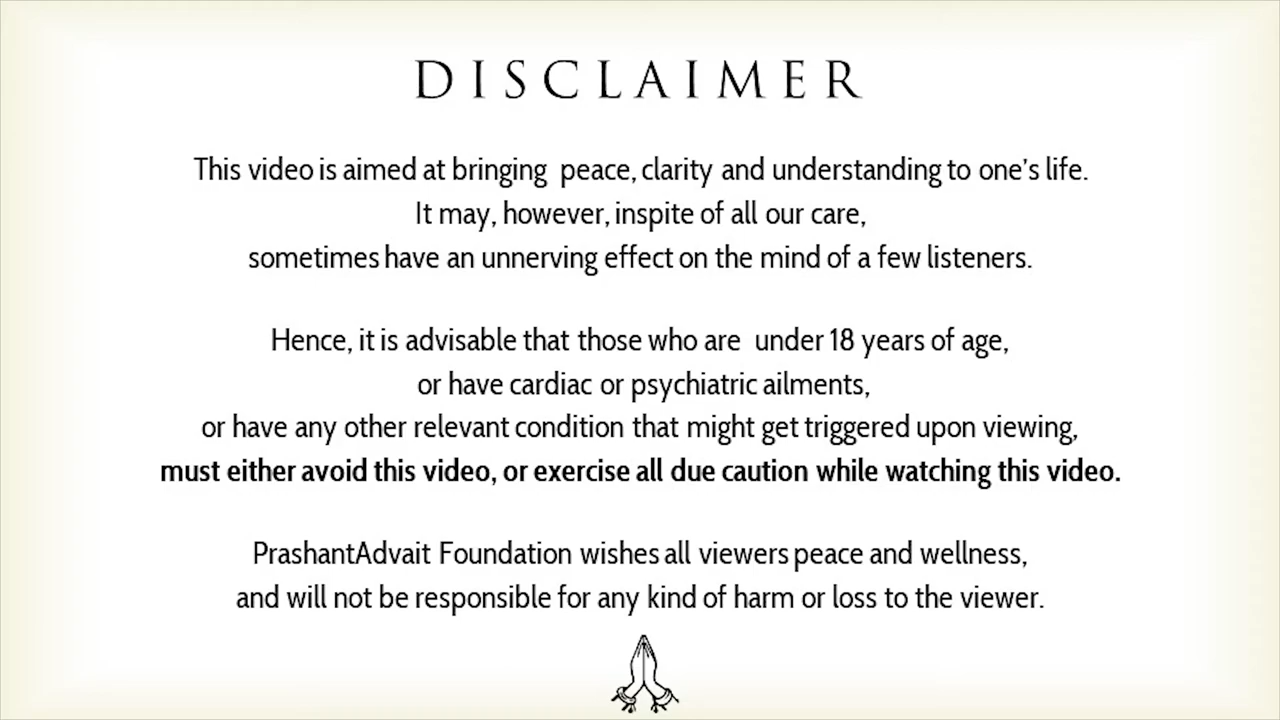 DISCLAIMER
This video is aimed at bringing peace, clarity and understanding to one's life.
It may, however, inspite of all our care,
sometimes have an unnerving effect on the mind of a few listeners.
Hence, it is advisable that those who are under 18 years of age,
or have cardiac or psychiatric ailments,
or have any other relevant condition that might get triggered upon viewing,
must either avoid this video, or exercise all due caution while watching this video.
PrashantAdvait Foundation wishes all viewers peace and wellness,
and will not be responsible for any kind of harm or loss to the viewer.